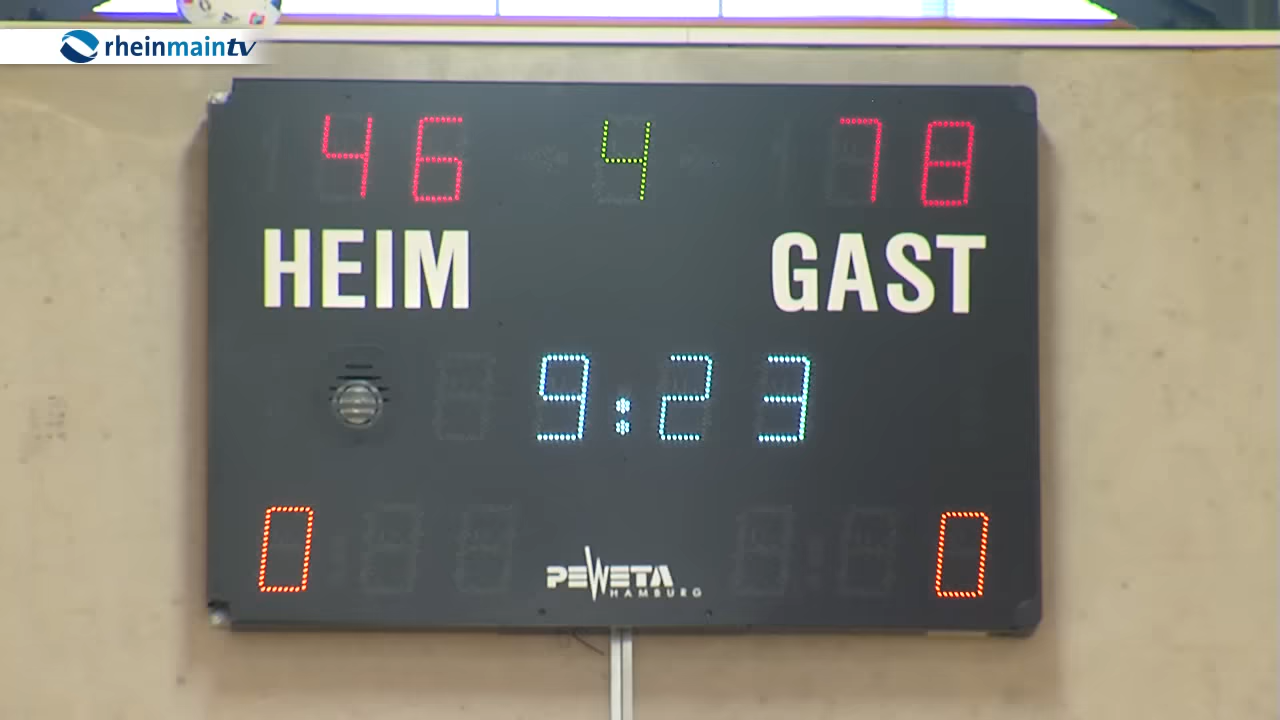 rheinmaintv
46 4 78
HEIM GAST
9:23
0 0
PEWETA
HAMBURG